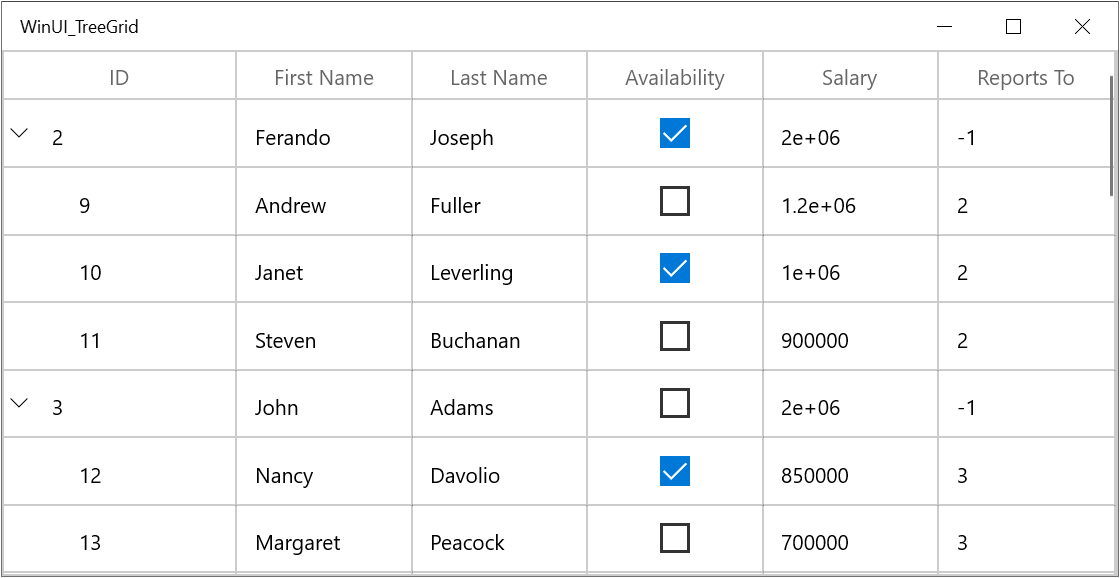 WinUI_TreeGrid
ID First Name Last Name Availability Salary Reports To
2 Ferando Joseph 2e+06 -1
9 Andrew Fuller 1.2e+06 2
10 Janet Leverling 1e+06 2
11 Steven Buchanan 900000 2
3 John Adams 2e+06 -1
12 Nancy Davolio 850000 3
13 Margaret Peacock 700000 3